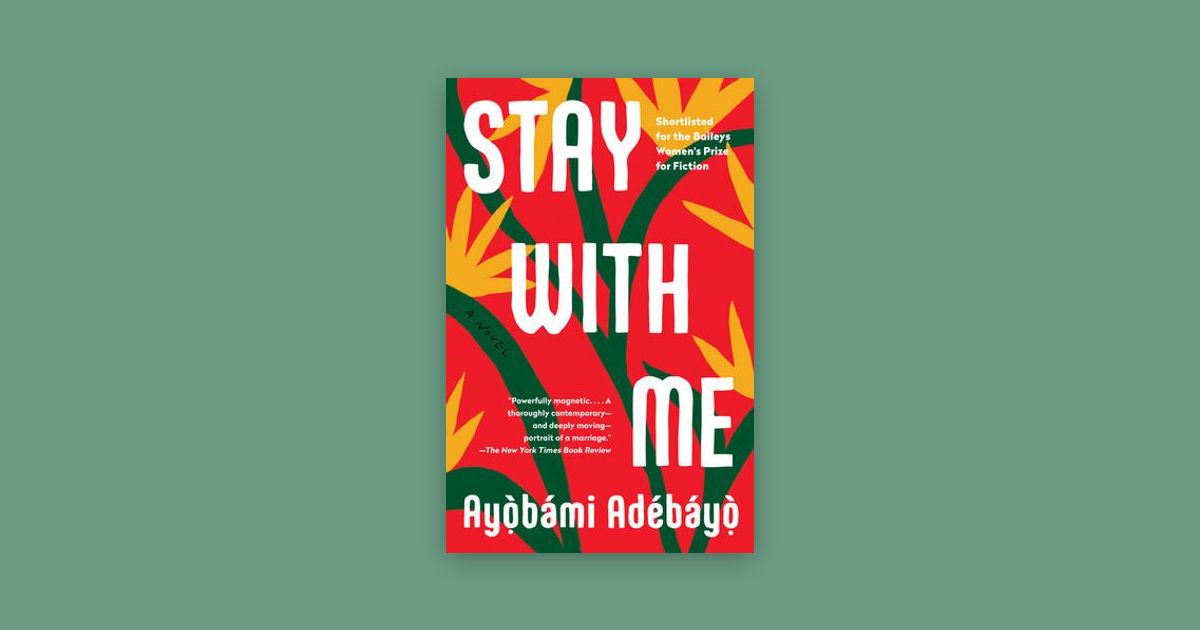 STAY
Shortlisted
for the Baileys
Women's Prize
for Fiction
WITH
A NOVEL
ME
"Powerfully magnetic. . . . A
thoroughly contemporary—
and deeply moving—
portrait of a marriage."
—The New York Times Book Review
Ayọ̀bámi Adébáyọ̀